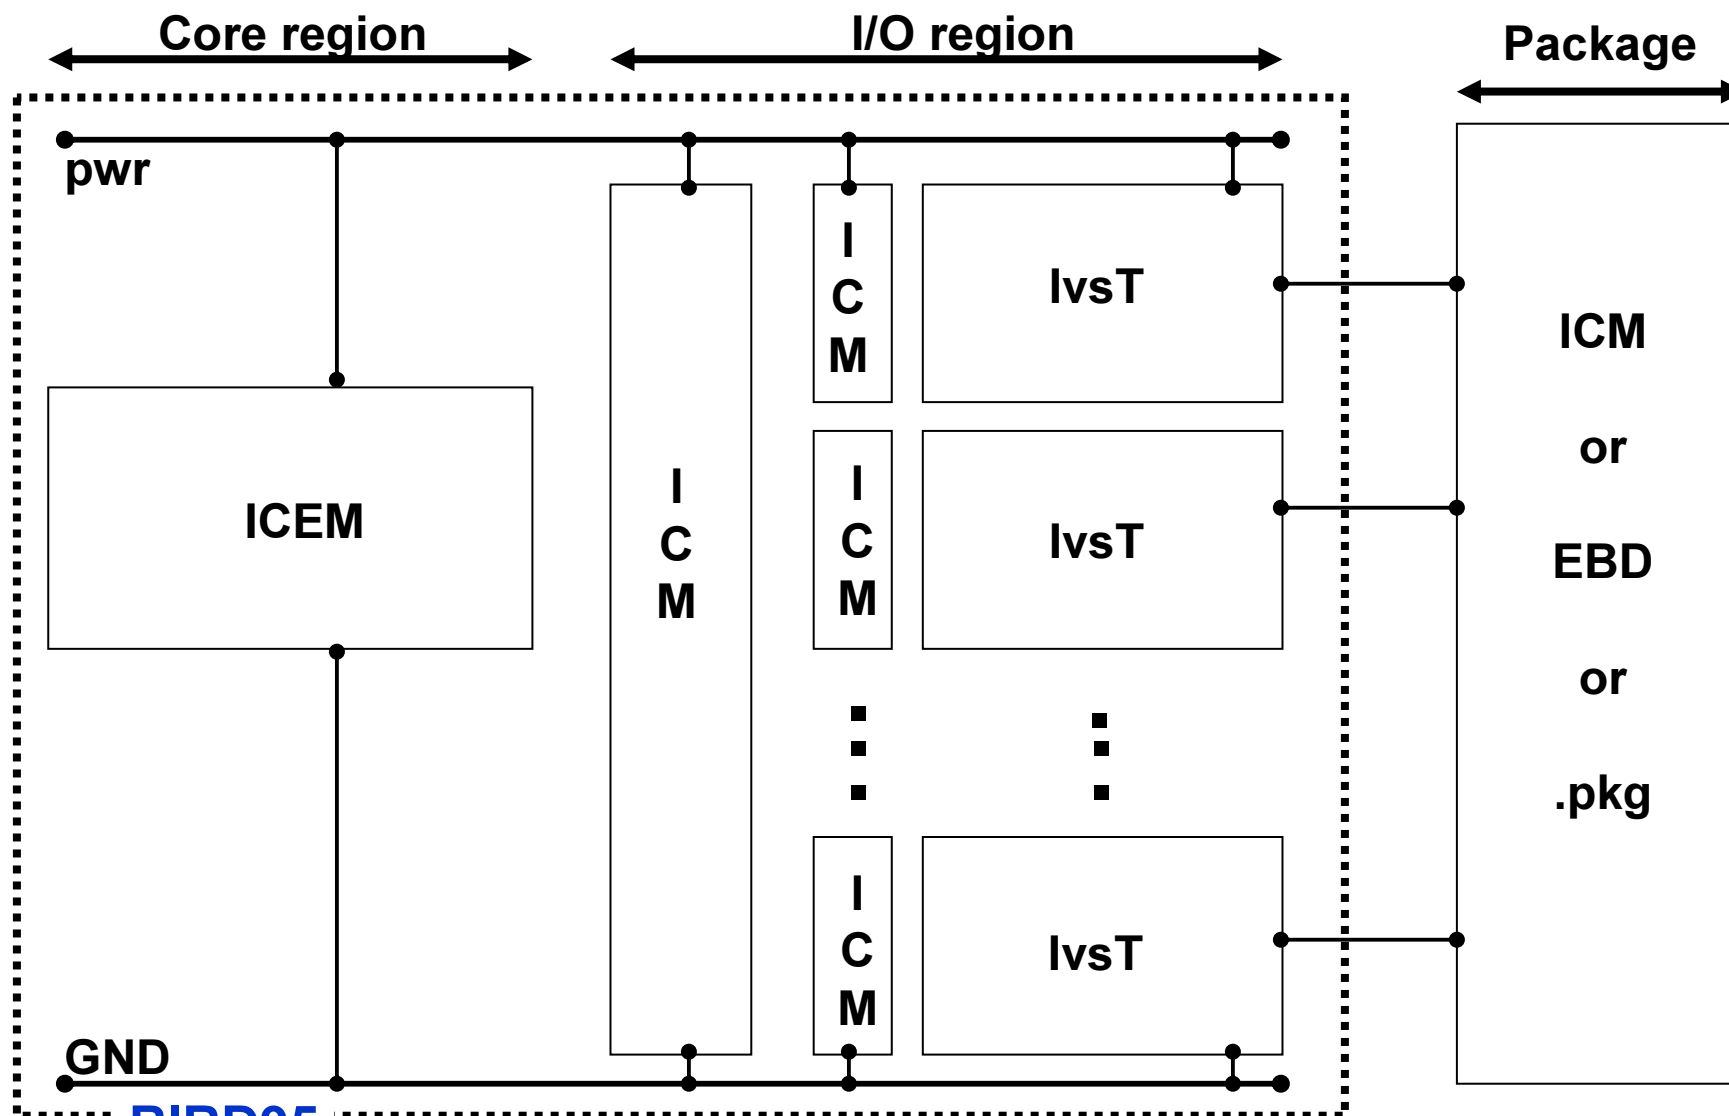 Core region
I/O region
Package
pwr
I
C
M
IvsT
ICM
or
EBD
or
.pkg
ICEM
I
C
M
I
C
M
IvsT
I
C
M
IvsT
GND